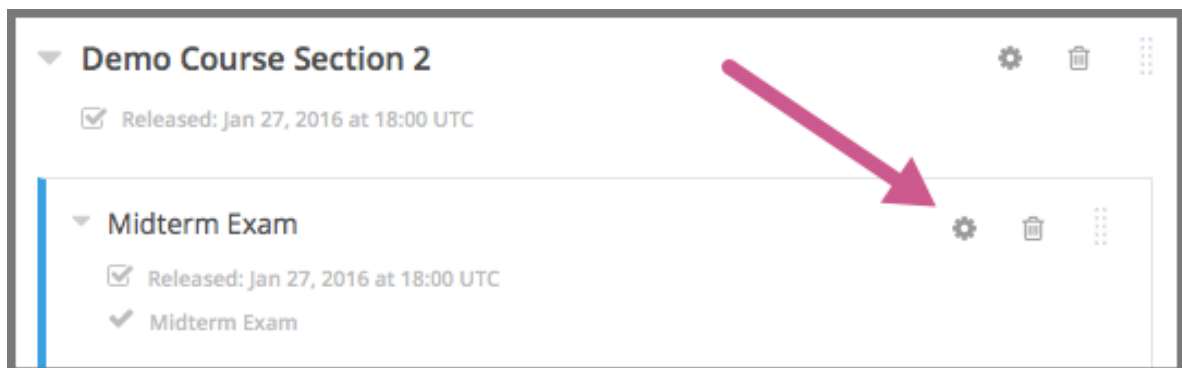 Demo Course Section 2
Released: Jan 27, 2016 at 18:00 UTC
Midterm Exam
Released: Jan 27, 2016 at 18:00 UTC
Midterm Exam